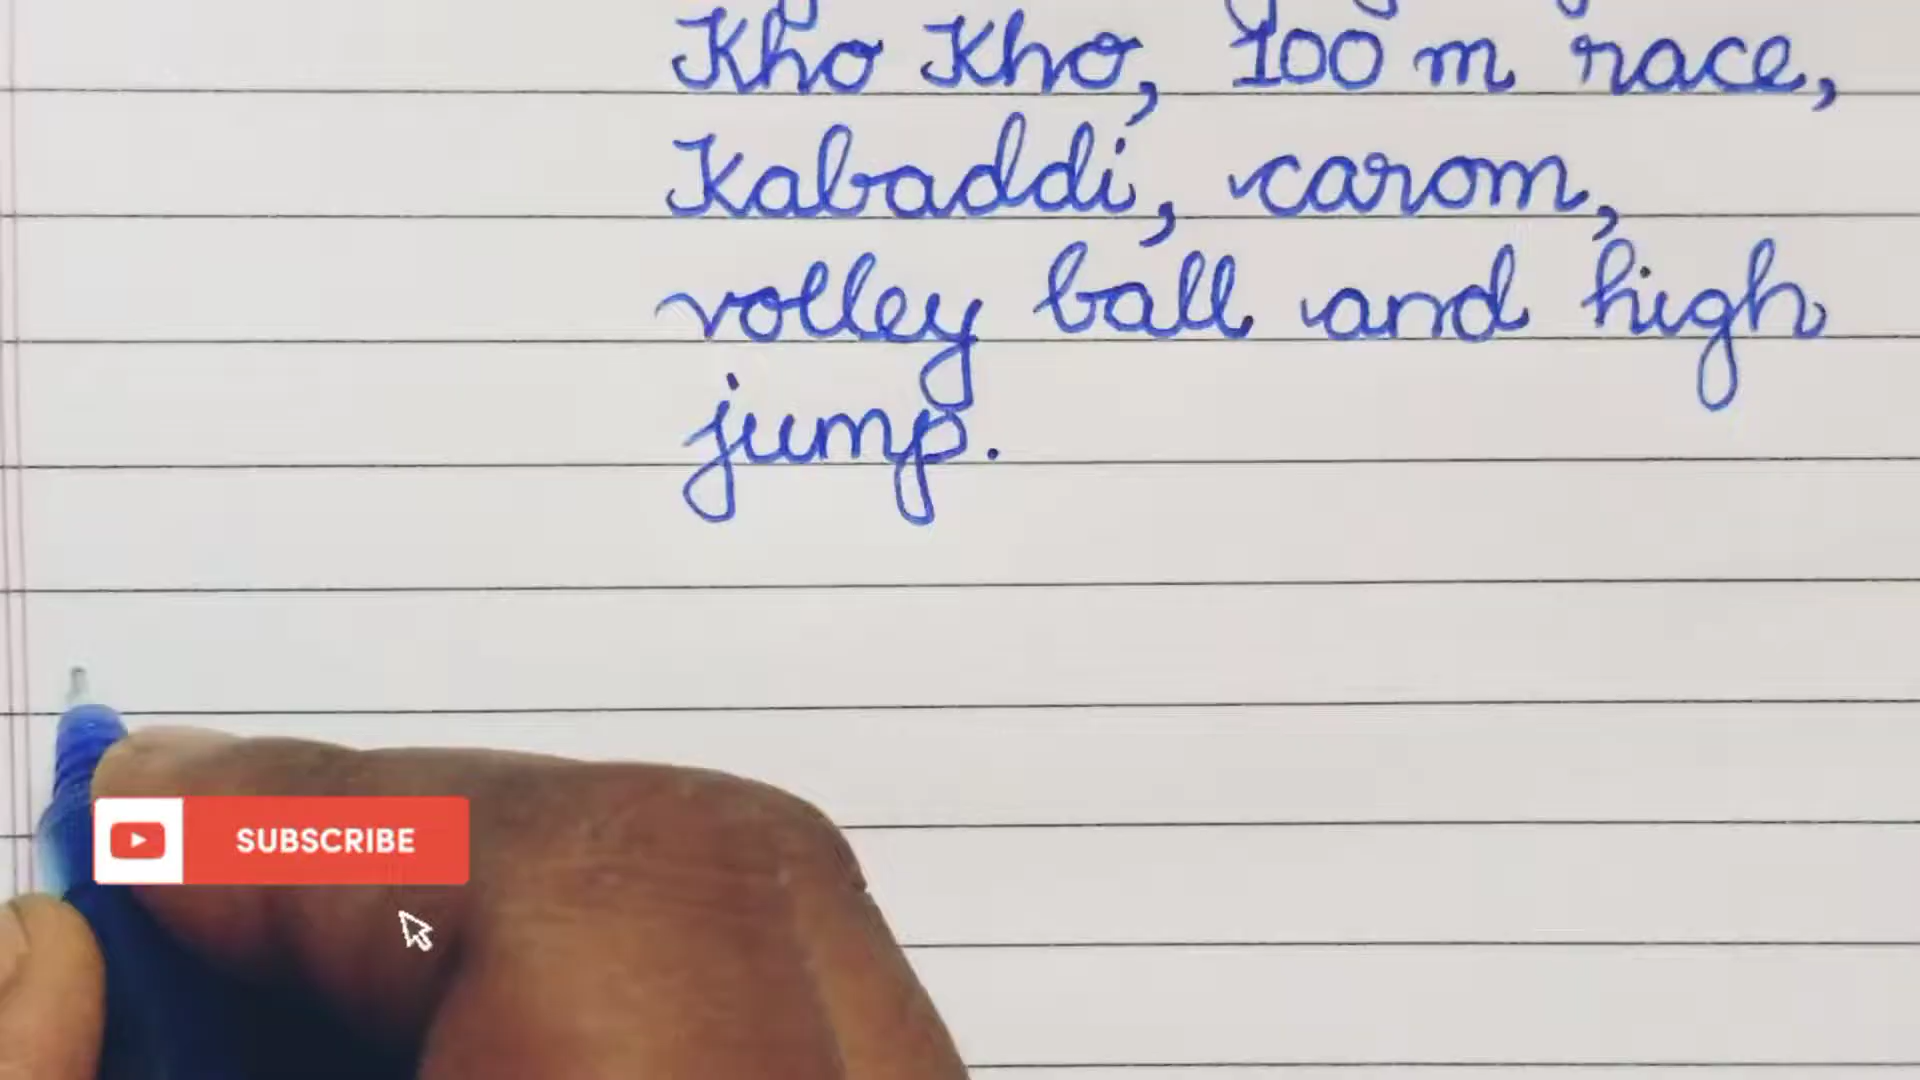 Kho Kho, 100 m race,
Kabaddi, carom,
volley ball and high
jump.
SUBSCRIBE